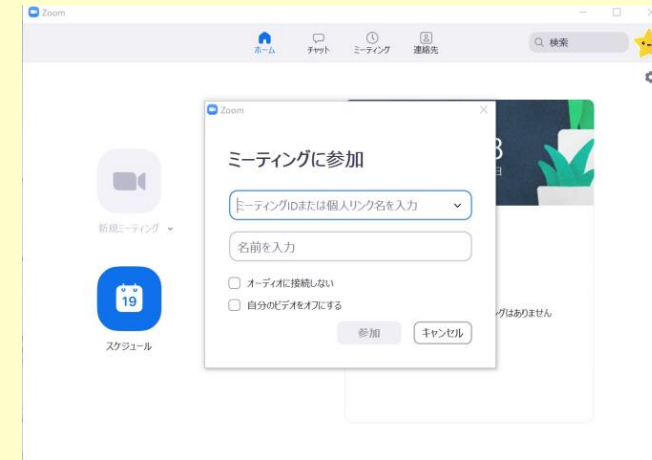 Zoom
ホーム
チャット
ミーティング
連絡先
検索
Zoom
ミーティングに参加
ミーティングIDまたは個人リンク名を入力
名前を入力
オーディオに接続しない
自分のビデオをオフにする
参加
キャンセル
新規ミーティング
19
スケジュール
日
ングはありません